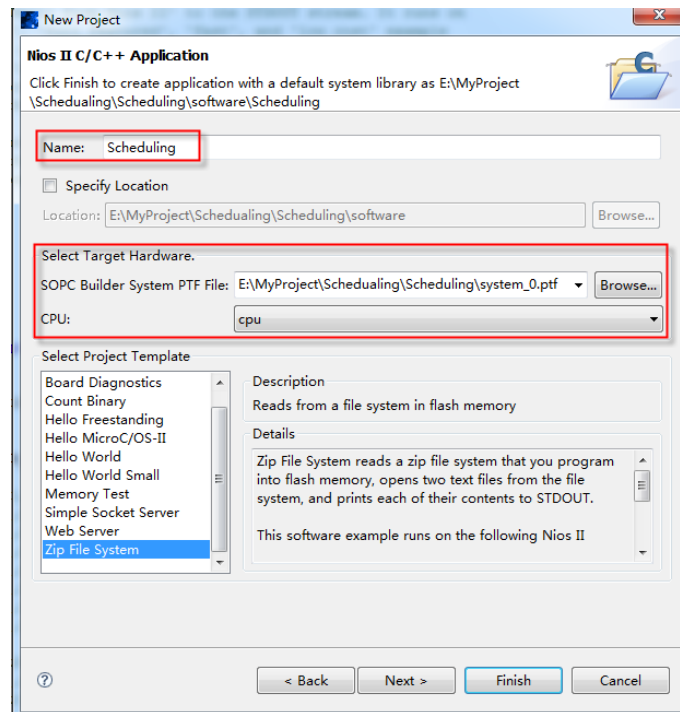 New Project
Nios II C/C++ Application
Click Finish to create application with a default system library as E:\MyProject
\Schedualing\Scheduling\software\Scheduling
Name: Scheduling
Specify Location
Location: E:\MyProject\Schedualing\Scheduling\software Browse...
Select Target Hardware.
SOPC Builder System PTF File: E:\MyProject\Schedualing\Scheduling\system_0.ptf Browse...
CPU: cpu
Select Project Template
Board Diagnostics
Count Binary
Hello Freestanding
Hello MicroC/OS-II
Hello World
Hello World Small
Memory Test
Simple Socket Server
Web Server
Zip File System
Description
Reads from a file system in flash memory
Details
Zip File System reads a zip file system that you program
into flash memory, opens two text files from the file
system, and prints each of their contents to STDOUT.
This software example runs on the following Nios II
< Back Next > Finish Cancel